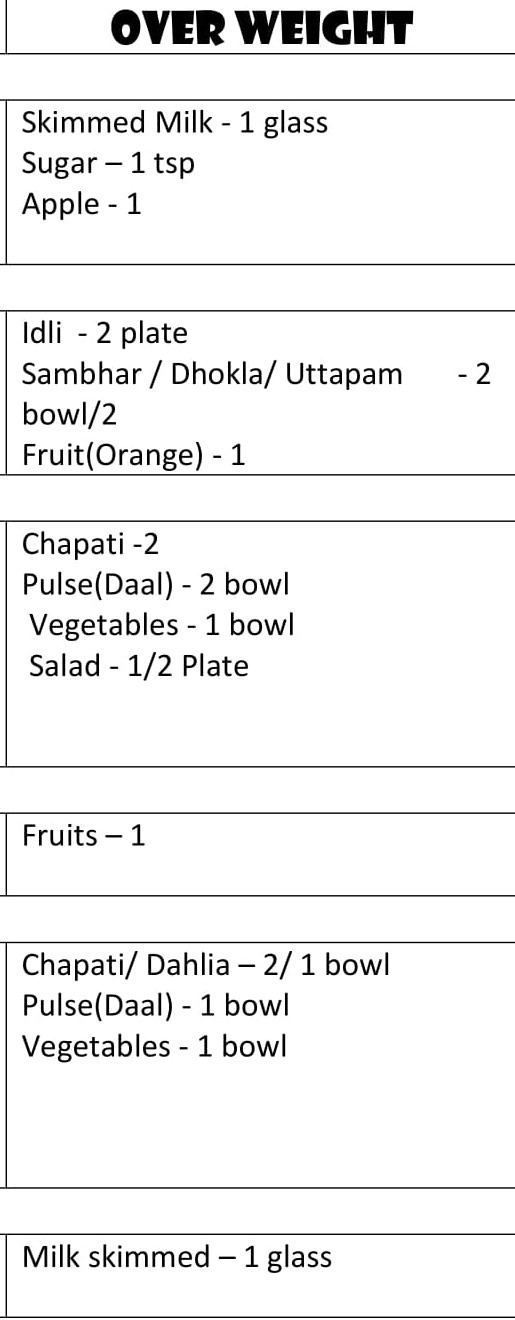 OVER WEIGHT
Skimmed Milk - 1 glass
Sugar – 1 tsp
Apple - 1
Idli - 2 plate
Sambhar / Dhokla/ Uttapam - 2
bowl/2
Fruit(Orange) - 1
Chapati -2
Pulse(Daal) - 2 bowl
Vegetables - 1 bowl
Salad - 1/2 Plate
Fruits – 1
Chapati/ Dahlia – 2/ 1 bowl
Pulse(Daal) - 1 bowl
Vegetables - 1 bowl
Milk skimmed – 1 glass